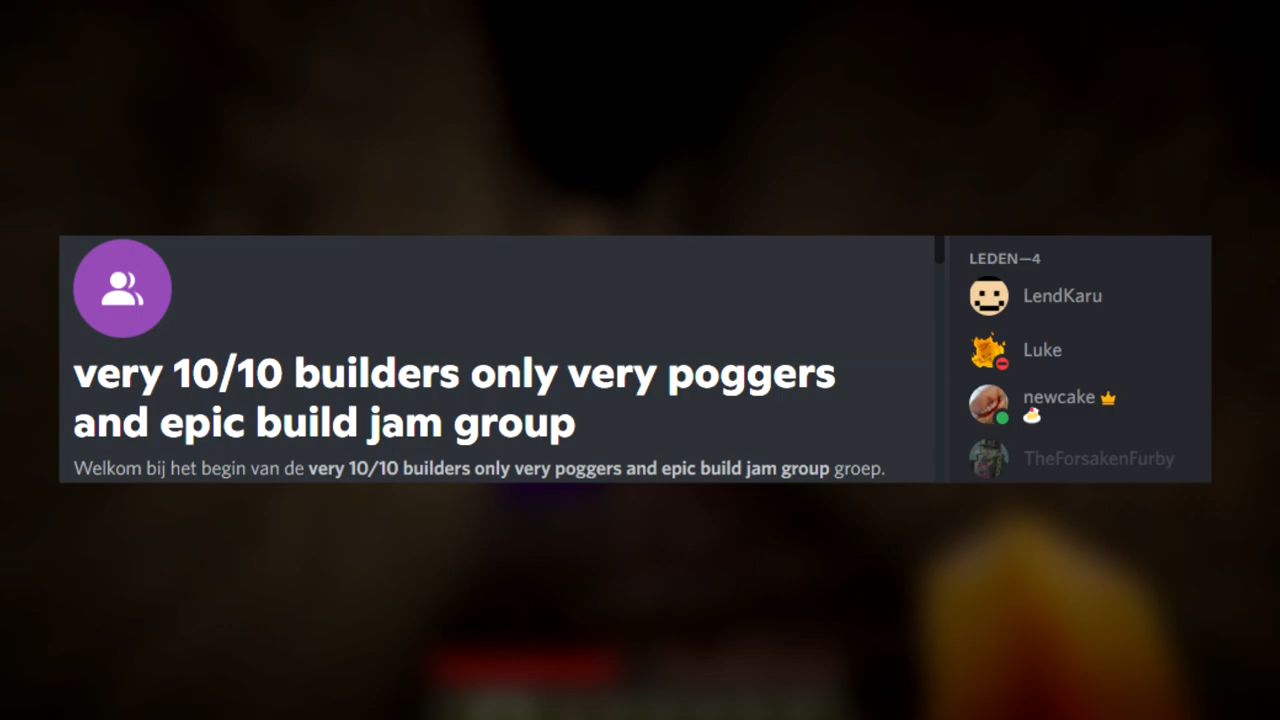 very 10/10 builders only very poggers
and epic build jam group
Welkom bij het begin van de very 10/10 builders only very poggers and epic build jam group groep.
LEDEN—4
LendKaru
Luke
newcake
TheForsakenFurby